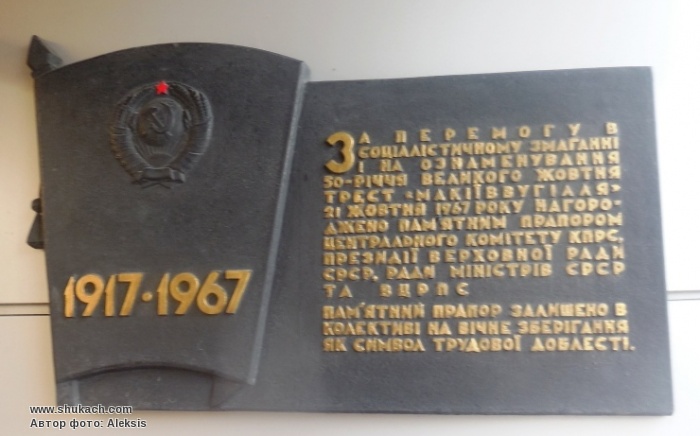 1917·1967
ЗА ПЕРЕМОГУ В
СОЦІАЛІСТИЧНОМУ ЗМАГАННІ
І НА ОЗНАМЕНУВАННЯ
50-РІЧЧЯ ВЕЛИКОГО ЖОВТНЯ
ТРЕСТ «МАКІЇВВУГІЛЛЯ»
21 ЖОВТНЯ 1967 РОКУ НАГОРО-
ДЖЕНО ПАМ'ЯТНИМ ПРАПОРОМ
ЦЕНТРАЛЬНОГО КОМІТЕТУ КПРС,
ПРЕЗИДІЇ ВЕРХОВНОЇ РАДИ
СРСР, РАДИ МІНІСТРІВ СРСР
ТА ВЦРПС
ПАМ'ЯТНИЙ ПРАПОР ЗАЛИШЕНО В
КОЛЕКТИВІ НА ВІЧНЕ ЗБЕРІГАННЯ
ЯК СИМВОЛ ТРУДОВОЇ ДОБЛЕСТІ.
www.shukach.com
Автор фото: Aleksis